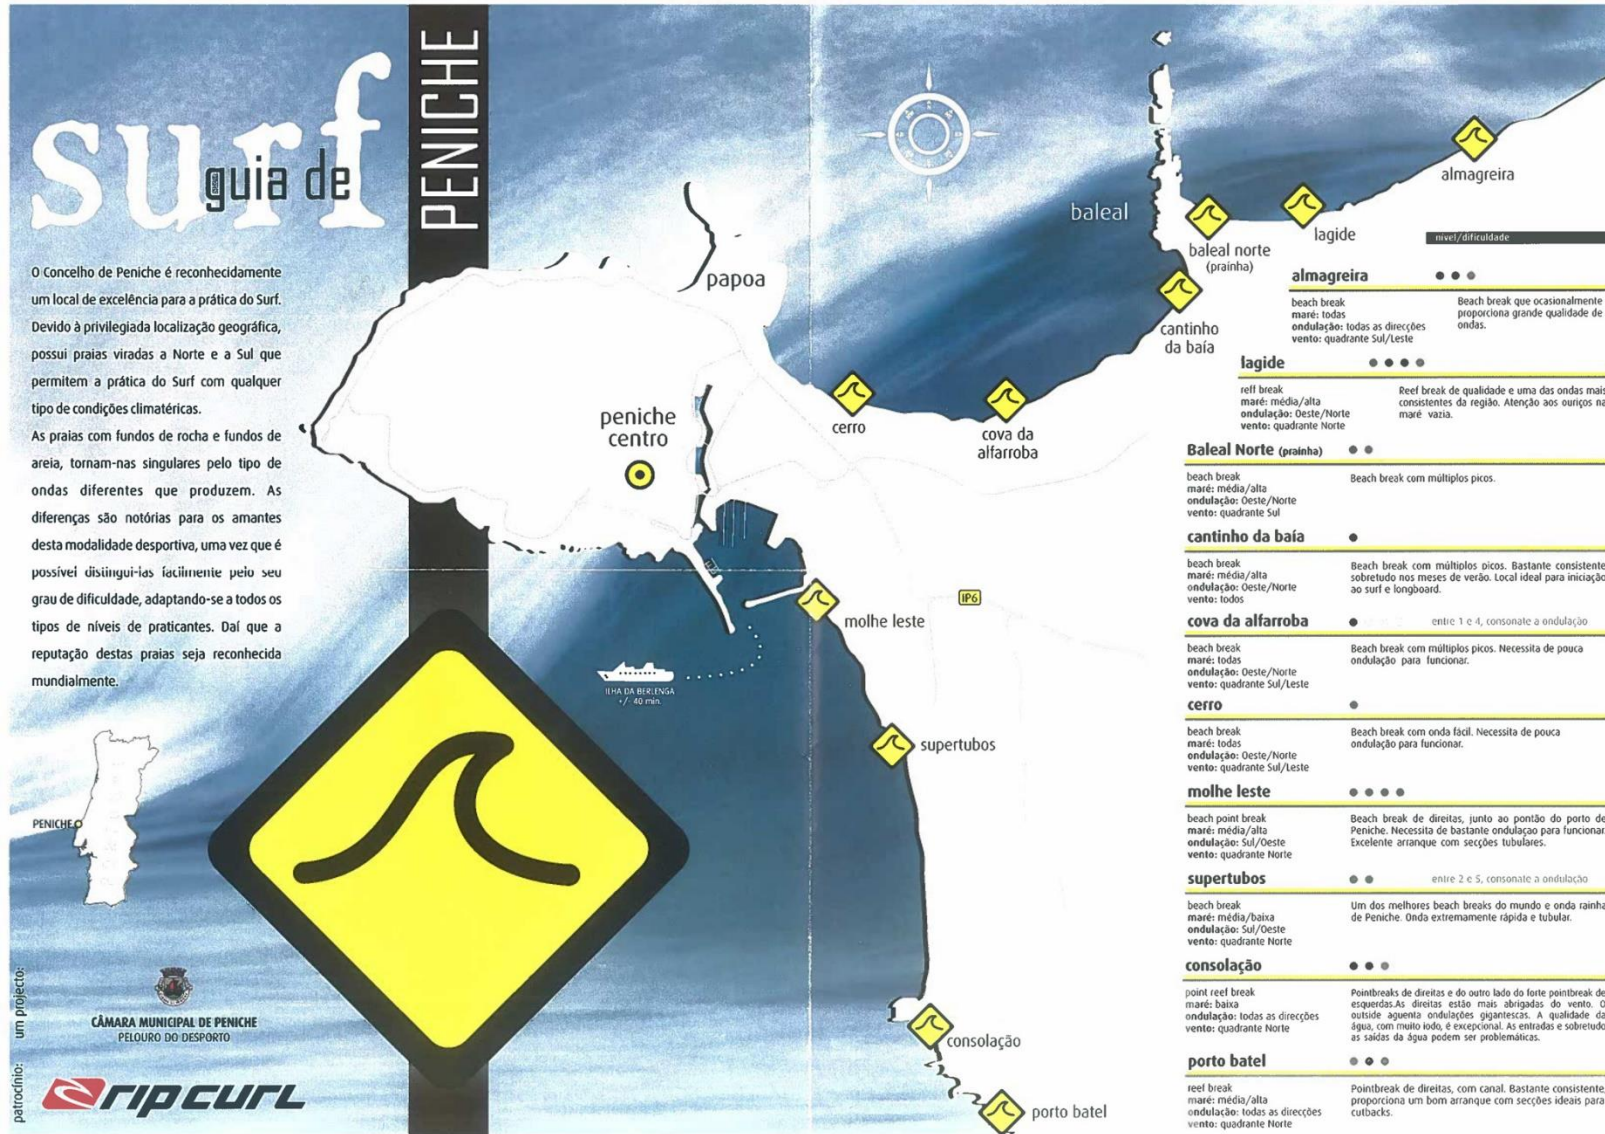 surf
guia de
PENICHE
O Concelho de Peniche é reconhecidamente
um local de excelência para a prática do Surf.
Devido à privilegiada localização geográfica,
possui praias viradas a Norte e a Sul que
permitem a prática do Surf com qualquer
tipo de condições climatéricas.
As praias com fundos de rocha e fundos de
areia, tornam-nas singulares pelo tipo de
ondas diferentes que produzem. As
diferenças são notórias para os amantes
desta modalidade desportiva, uma vez que é
possível distingui-las facilmente pelo seu
grau de dificuldade, adaptando-se a todos os
tipos de níveis de praticantes. Daí que a
reputação destas praias seja reconhecida
mundialmente.
PENICHE
um projecto:
CÂMARA MUNICIPAL DE PENICHE
PELOURO DO DESPORTO
patrocínio:
rip curl
papoa
peniche
centro
cerro
cova da
alfarroba
baleal
cantinho
da baía
baleal norte
(prainha)
lagide
almagreira
molhe leste
IP6
ILHA DA BERLENGA
+/- 40 min.
supertubos
consolação
porto batel
nível/dificuldade
almagreira
beach break
maré: todas
ondulação: todas as direcções
vento: quadrante Sul/Leste
Beach break que ocasionalmente
proporciona grande qualidade de
ondas.
lagide
reff break
maré: média/alta
ondulação: Oeste/Norte
vento: quadrante Norte
Reef break de qualidade e uma das ondas mais
consistentes da região. Atenção aos ouriços na
maré vazia.
Baleal Norte (prainha)
beach break
maré: média/alta
ondulação: Oeste/Norte
vento: quadrante Sul
Beach break com múltiplos picos.
cantinho da baía
beach break
maré: média/alta
ondulação: Oeste/Norte
vento: todos
Beach break com múltiplos picos. Bastante consistente
sobretudo nos meses de verão. Local ideal para iniciação
ao surf e longboard.
cova da alfarroba
entre 1 e 4, consonate a ondulação
beach break
maré: todas
ondulação: Oeste/Norte
vento: quadrante Sul/Leste
Beach break com múltiplos picos. Necessita de pouca
ondulação para funcionar.
cerro
beach break
maré: todas
ondulação: Oeste/Norte
vento: quadrante Sul/Leste
Beach break com onda fácil. Necessita de pouca
ondulação para funcionar.
molhe leste
beach point break
maré: média/alta
ondulação: Sul/Oeste
vento: quadrante Norte
Beach break de direitas, junto ao pontão do porto de
Peniche. Necessita de bastante ondulaçao para funcionar.
Excelente arranque com secções tubulares.
supertubos
entre 2 e 5, consonate a ondulação
beach break
maré: média/baixa
ondulação: Sul/Oeste
vento: quadrante Norte
Um dos melhores beach breaks do mundo e onda rainha
de Peniche. Onda extremamente rápida e tubular.
consolação
point reef break
maré: baixa
ondulação: todas as direcções
vento: quadrante Norte
Pointbreaks de direitas e do outro lado do forte pointbreak de
esquerdas.As direitas estão mais abrigadas do vento. O
outside aguenta ondulações gigantescas. A qualidade da
água, com muito iodo, é excepcional. As entradas e sobretudo
as saídas da água podem ser problemáticas.
porto batel
reef break
maré: média/alta
ondulação: todas as direcções
vento: quadrante Norte
Pointbreak de direitas, com canal. Bastante consistente,
proporciona um bom arranque com secções ideais para
cutbacks.